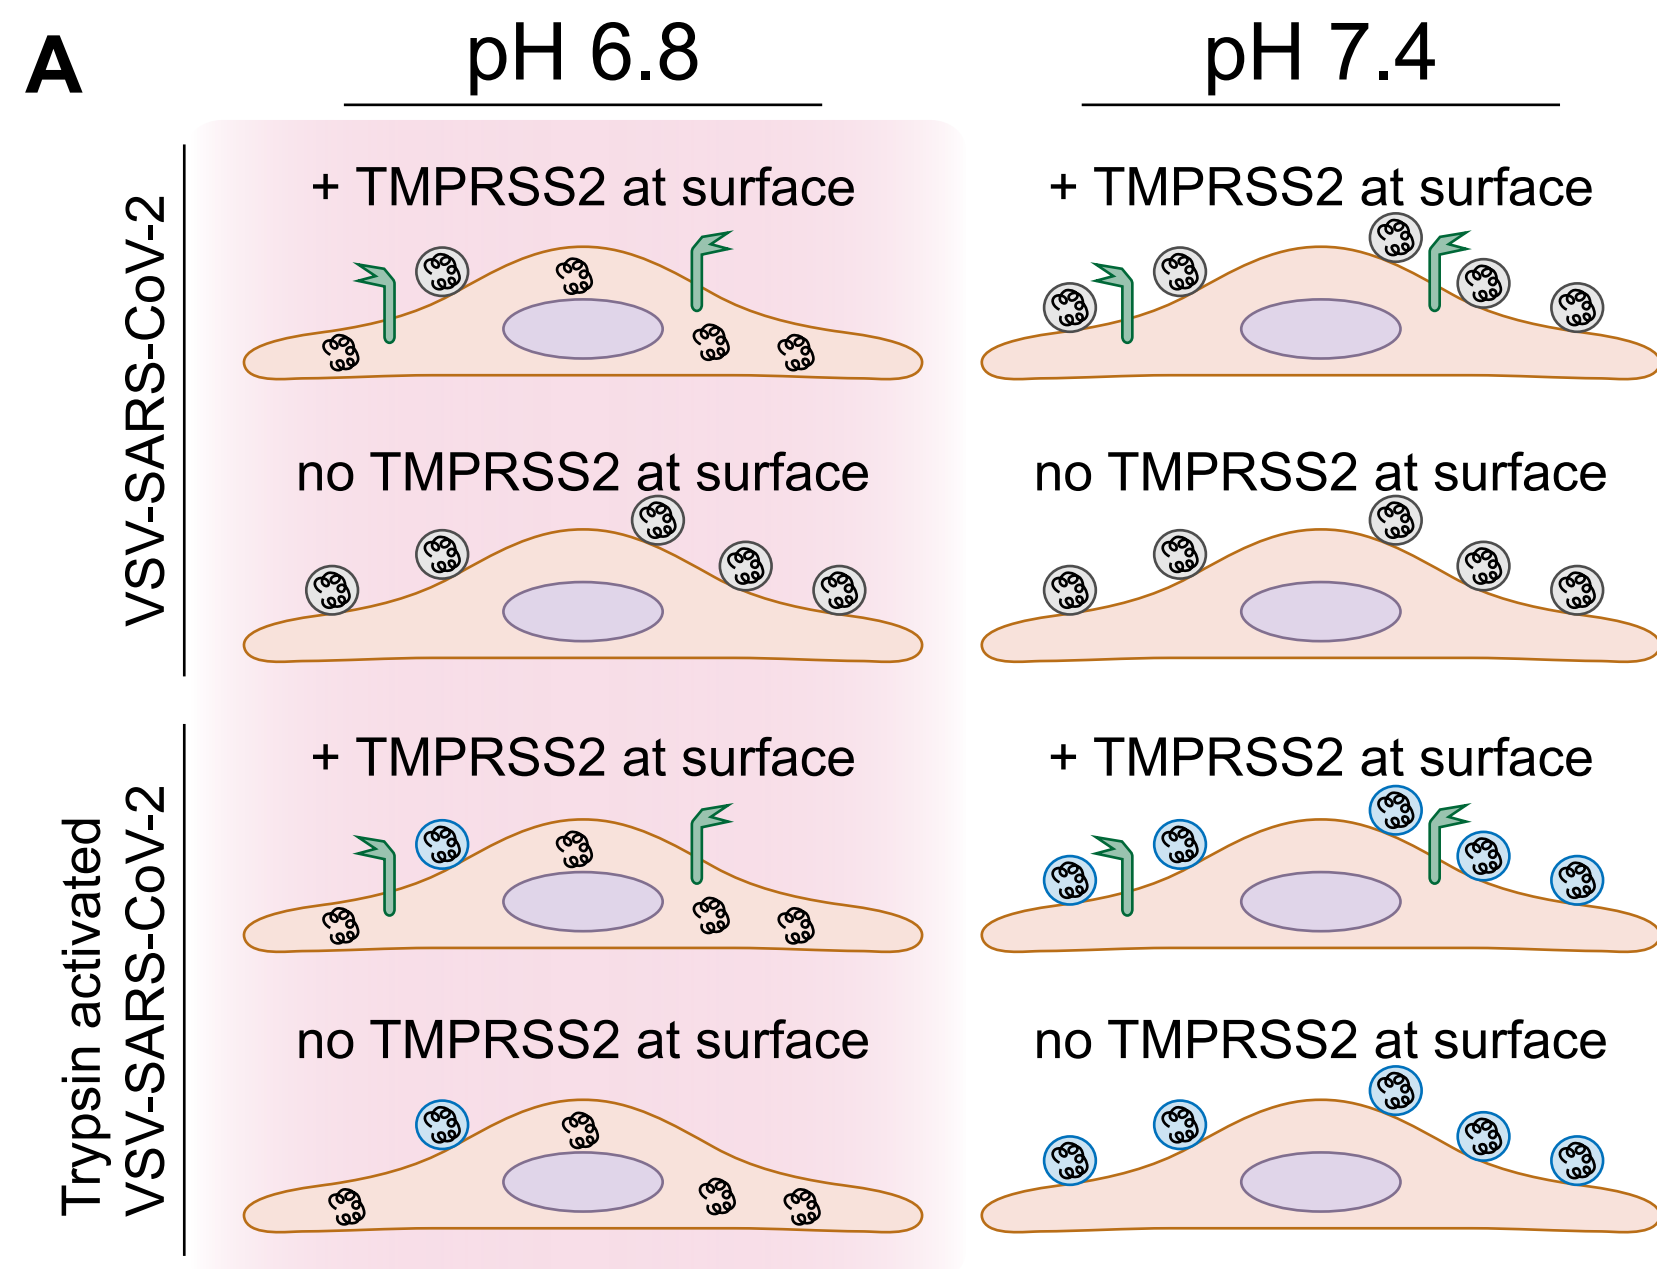 A
pH 6.8
pH 7.4
VSV-SARS-CoV-2
+ TMPRSS2 at surface
+ TMPRSS2 at surface
no TMPRSS2 at surface
no TMPRSS2 at surface
Trypsin activated
VSV-SARS-CoV-2
+ TMPRSS2 at surface
+ TMPRSS2 at surface
no TMPRSS2 at surface
no TMPRSS2 at surface